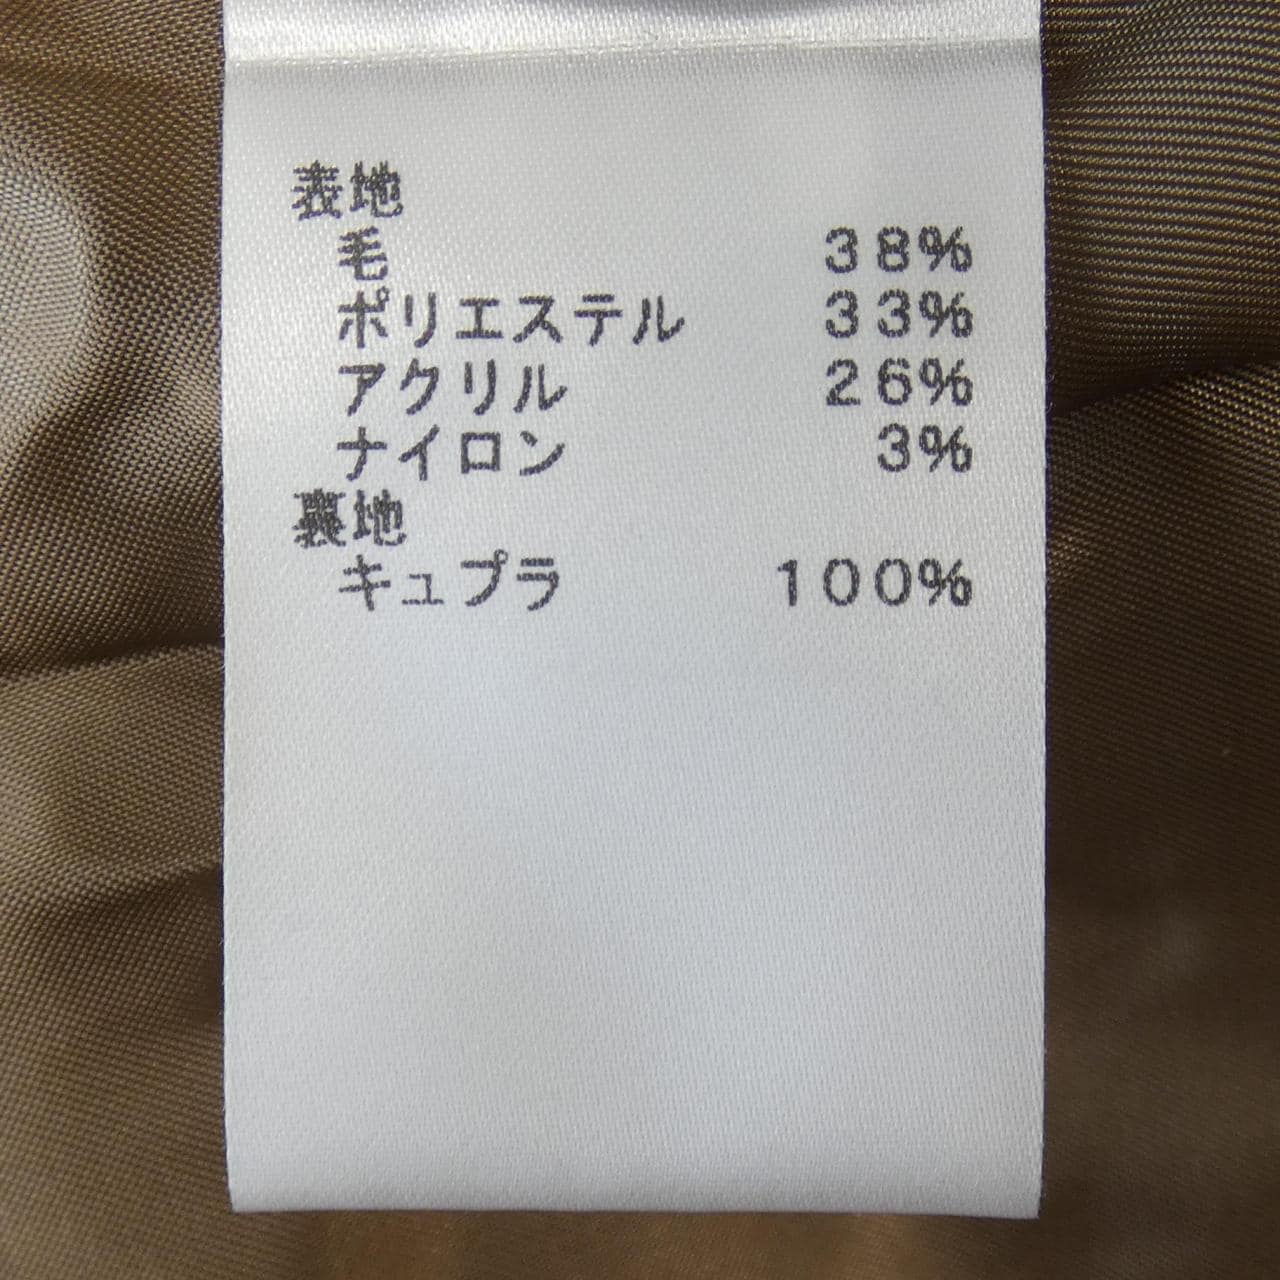 表地
毛 38%
ポリエステル 33%
アクリル 26%
ナイロン 3%
裏地
キュプラ 100%